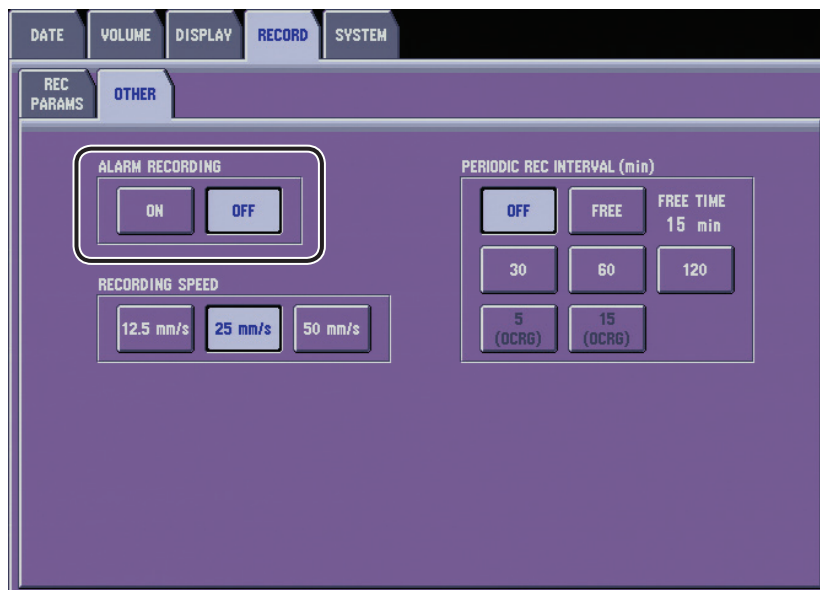 DATE VOLUME DISPLAY RECORD SYSTEM
REC PARAMS OTHER
ALARM RECORDING
ON OFF
RECORDING SPEED
12.5 mm/s 25 mm/s 50 mm/s
PERIODIC REC INTERVAL (min)
OFF FREE FREE TIME 15 min
30 60 120
5 (OCRG) 15 (OCRG)